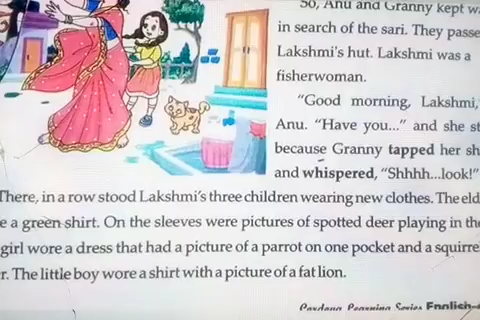 So, Anu and Granny kept
in search of the sari. They passe
Lakshmi's hut. Lakshmi was a
fisherwoman.
"Good morning, Lakshmi,
Anu. "Have you..." and she st
because Granny tapped her sh
and whispered, "Shhhh...look!"
There, in a row stood Lakshmi's three children wearing new clothes. The eld
e a green shirt. On the sleeves were pictures of spotted deer playing in the
girl wore a dress that had a picture of a parrot on one pocket and a squirre
r. The little boy wore a shirt with a picture of a fat lion.
Series English